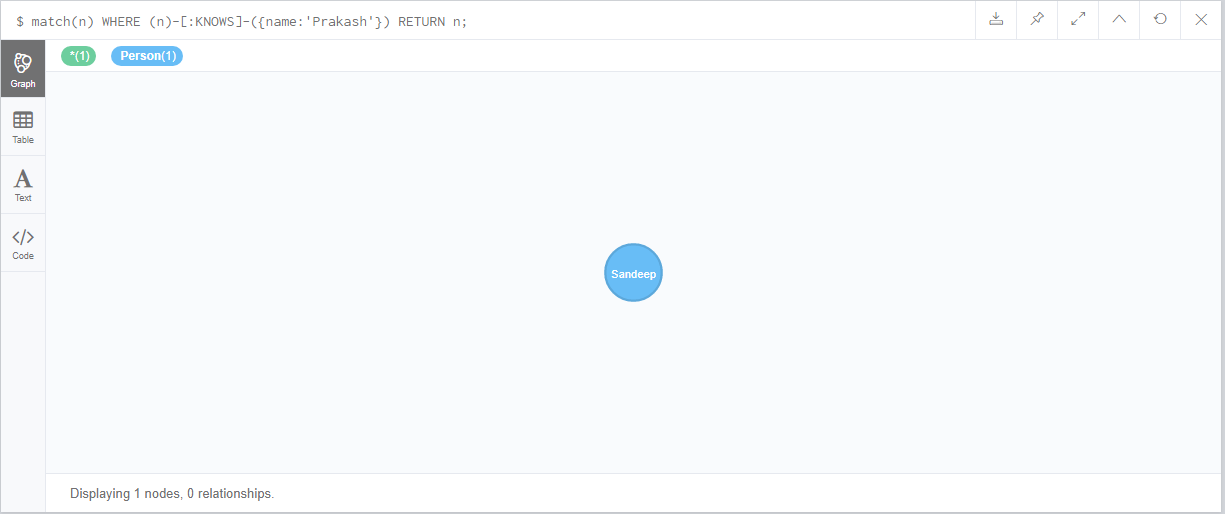 $ match(n) WHERE (n)-[:KNOWS]-({name:'Prakash'}) RETURN n;
*(1) Person(1)
Graph
Table
A
Text
</>
Code
Sandeep
Displaying 1 nodes, 0 relationships.